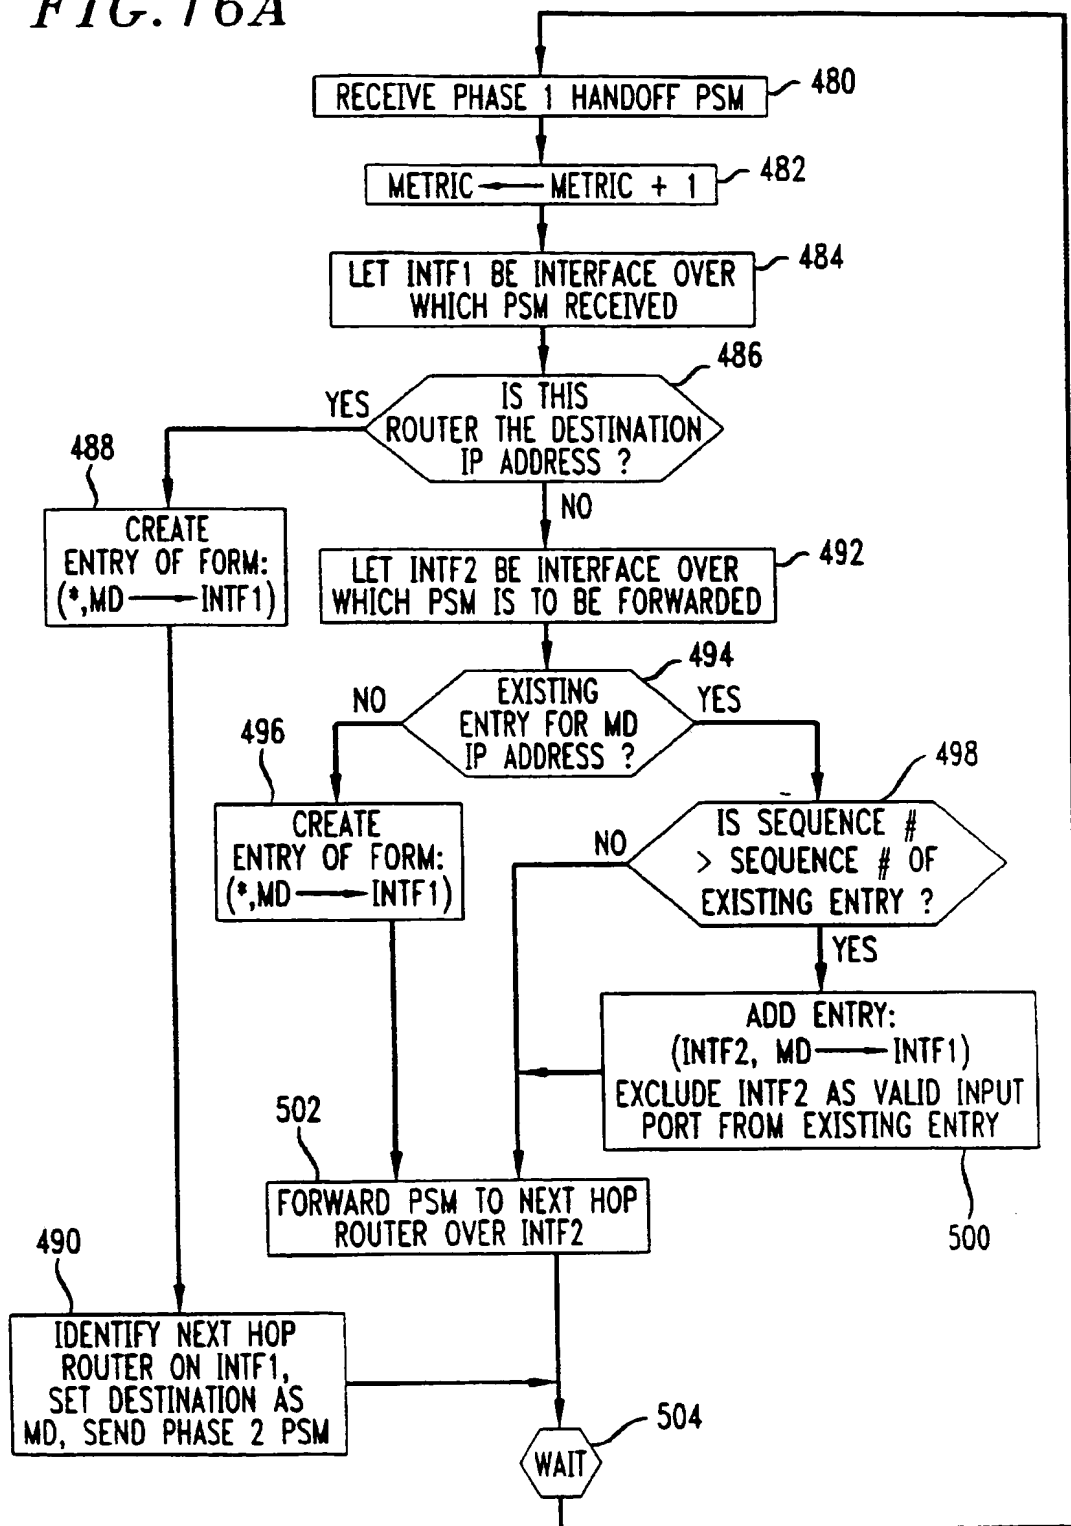 FIG. 16A
RECEIVE PHASE 1 HANDOFF PSM
480
METRIC ← METRIC + 1
482
LET INTF1 BE INTERFACE OVER
WHICH PSM RECEIVED
484
486
IS THIS
ROUTER THE DESTINATION
IP ADDRESS ?
YES
NO
488
CREATE
ENTRY OF FORM:
(*,MD → INTF1)
LET INTF2 BE INTERFACE OVER
WHICH PSM IS TO BE FORWARDED
492
494
EXISTING
ENTRY FOR MD
IP ADDRESS ?
NO
YES
496
CREATE
ENTRY OF FORM:
(*,MD → INTF1)
498
IS SEQUENCE #
> SEQUENCE # OF
EXISTING ENTRY ?
NO
YES
ADD ENTRY:
(INTF2, MD → INTF1)
EXCLUDE INTF2 AS VALID INPUT
PORT FROM EXISTING ENTRY
500
502
FORWARD PSM TO NEXT HOP
ROUTER OVER INTF2
490
IDENTIFY NEXT HOP
ROUTER ON INTF1,
SET DESTINATION AS
MD, SEND PHASE 2 PSM
504
WAIT